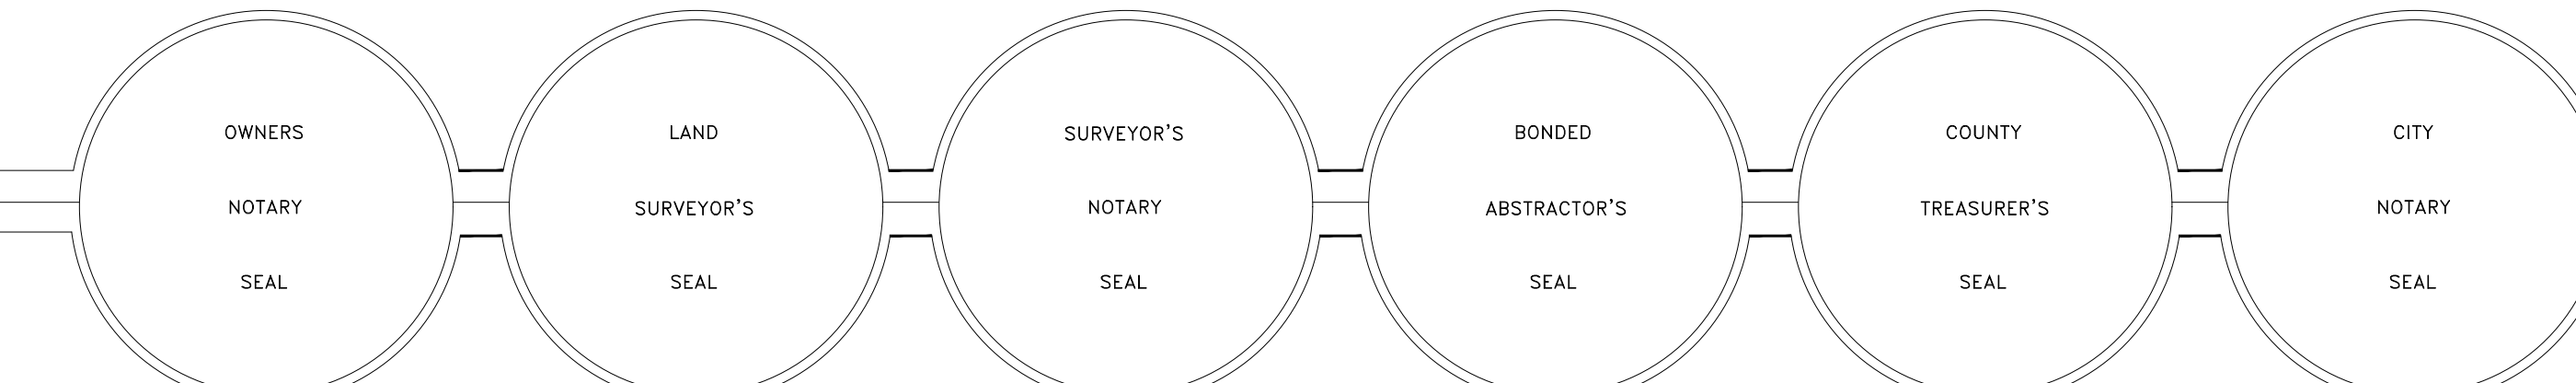 OWNERS
NOTARY
SEAL
LAND
SURVEYOR'S
SEAL
SURVEYOR'S
NOTARY
SEAL
BONDED
ABSTRACTOR'S
SEAL
COUNTY
TREASURER'S
SEAL
CITY
NOTARY
SEAL